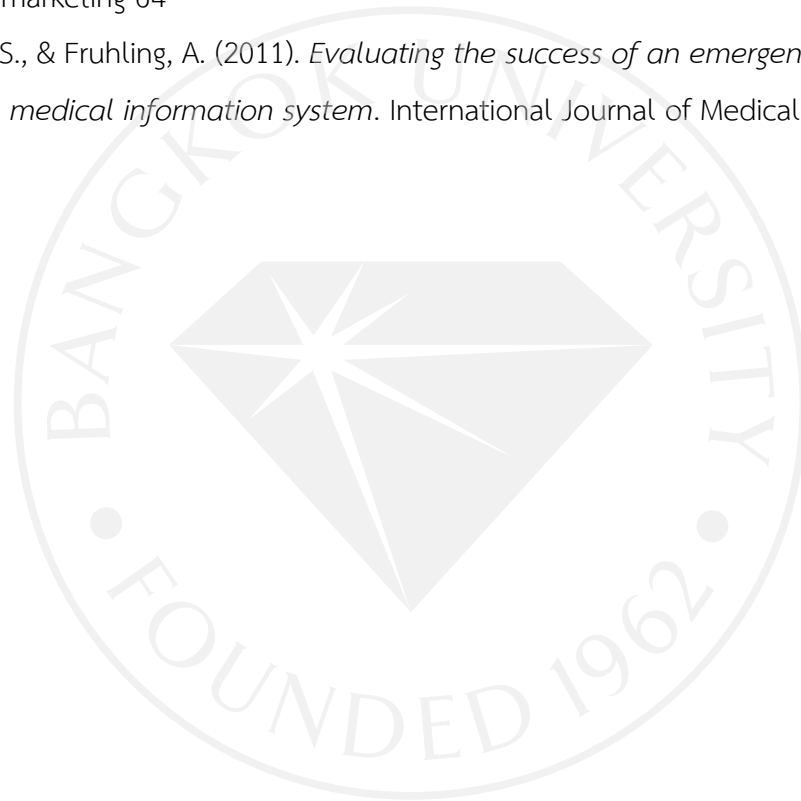 marketing 64
S., & Fruhling, A. (2011). Evaluating the success of an emergen
medical information system. International Journal of Medical
BANGKOK UNIVERSITY
• FOUNDED 1962 •